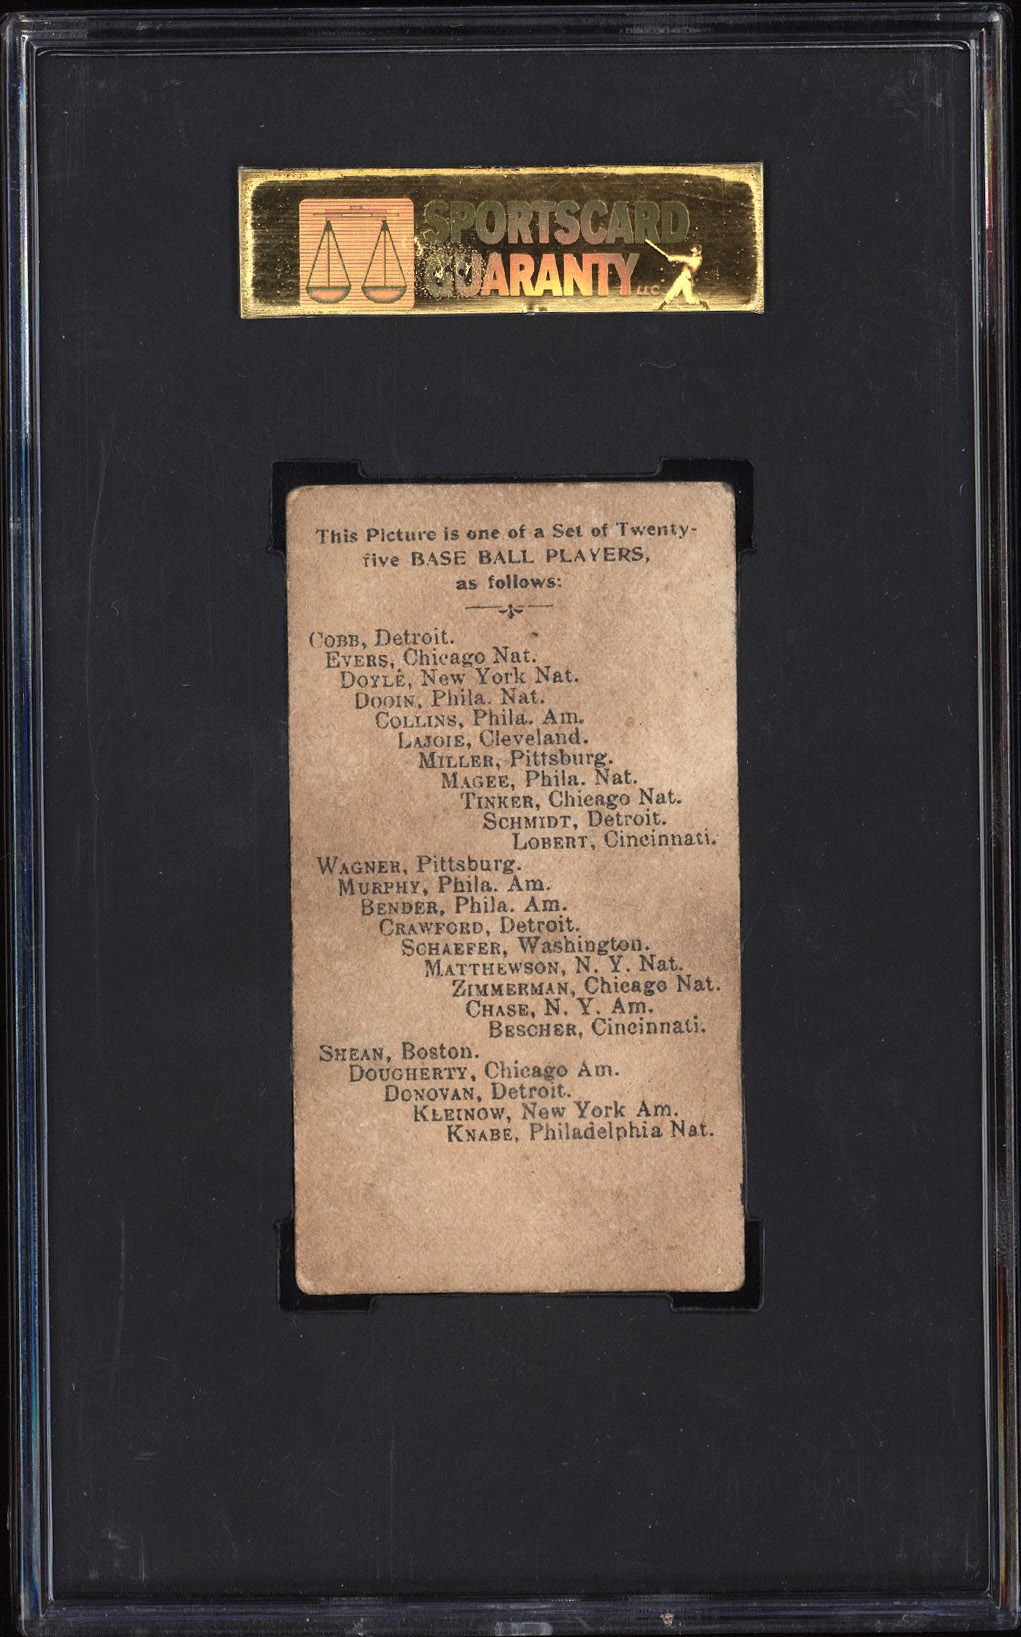 SPORTSCARD
GUARANTY LLC
This Picture is one of a Set of Twenty-
five BASE BALL PLAYERS,
as follows:
COBB, Detroit.
EVERS, Chicago Nat.
DOYLE, New York Nat.
DOOIN, Phila. Nat.
COLLINS, Phila. Am.
LAJOIE, Cleveland.
MILLER, Pittsburg.
MAGEE, Phila. Nat.
TINKER, Chicago Nat.
SCHMIDT, Detroit.
LOBERT, Cincinnati.
WAGNER, Pittsburg.
MURPHY, Phila. Am.
BENDER, Phila. Am.
CRAWFORD, Detroit.
SCHAEFER, Washington.
MATTHEWSON, N. Y. Nat.
ZIMMERMAN, Chicago Nat.
CHASE, N. Y. Am.
BESCHER, Cincinnati.
SHEAN, Boston.
DOUGHERTY, Chicago Am.
DONOVAN, Detroit.
KLEINOW, New York Am.
KNABE, Philadelphia Nat.